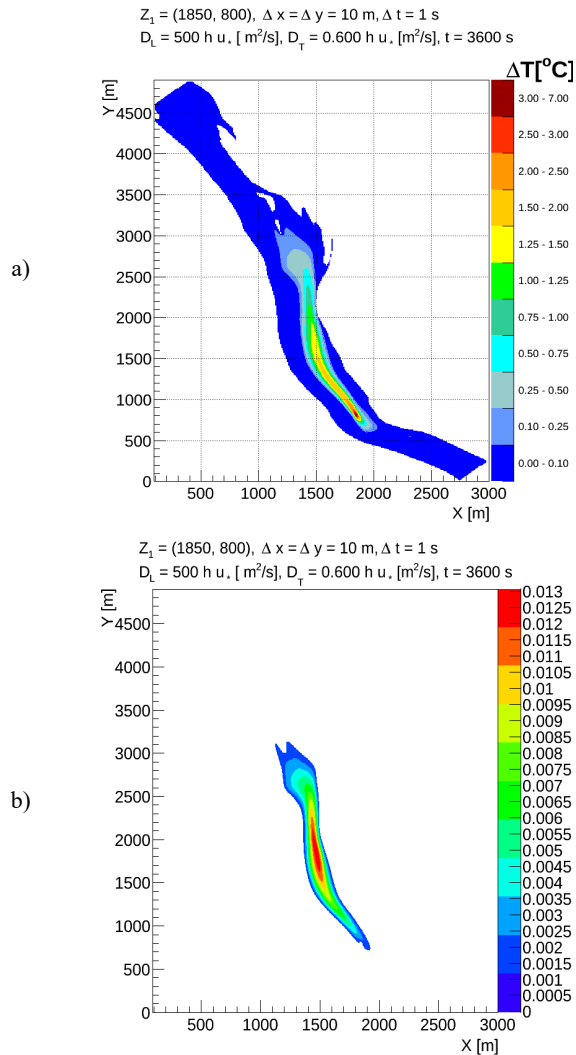 Z₁ = (1850, 800), Δ x = Δ y = 10 m, Δ t = 1 s
D_L = 500 h u_* [ m²/s], D_T = 0.600 h u_* [m²/s], t = 3600 s
ΔT[°C]
Y [m]
4500
4000
3500
3000
2500
2000
1500
1000
500
0
500 1000 1500 2000 2500 3000
X [m]
3.00 - 7.00
2.50 - 3.00
2.00 - 2.50
1.50 - 2.00
1.25 - 1.50
1.00 - 1.25
0.75 - 1.00
0.50 - 0.75
0.25 - 0.50
0.10 - 0.25
0.00 - 0.10
a)
Z₁ = (1850, 800), Δ x = Δ y = 10 m, Δ t = 1 s
D_L = 500 h u_* [ m²/s], D_T = 0.600 h u_* [m²/s], t = 3600 s
Y [m]
4500
4000
3500
3000
2500
2000
1500
1000
500
0
500 1000 1500 2000 2500 3000
X [m]
0.013
0.0125
0.012
0.0115
0.011
0.0105
0.01
0.0095
0.009
0.0085
0.008
0.0075
0.007
0.0065
0.006
0.0055
0.005
0.0045
0.004
0.0035
0.003
0.0025
0.002
0.0015
0.001
0.0005
0
b)